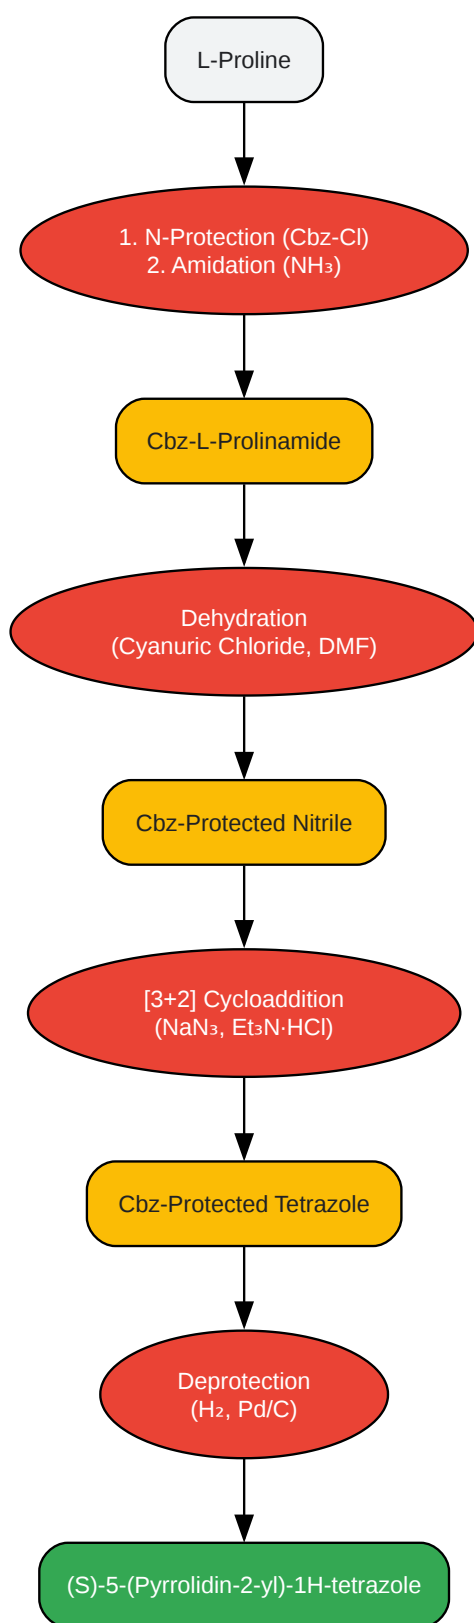 L-Proline
1. N-Protection (Cbz-Cl)
2. Amidation (NH₃)
Cbz-L-Prolinamide
Dehydration
(Cyanuric Chloride, DMF)
Cbz-Protected Nitrile
[3+2] Cycloaddition
(NaN₃, Et₃N·HCl)
Cbz-Protected Tetrazole
Deprotection
(H₂, Pd/C)
(S)-5-(Pyrrolidin-2-yl)-1H-tetrazole